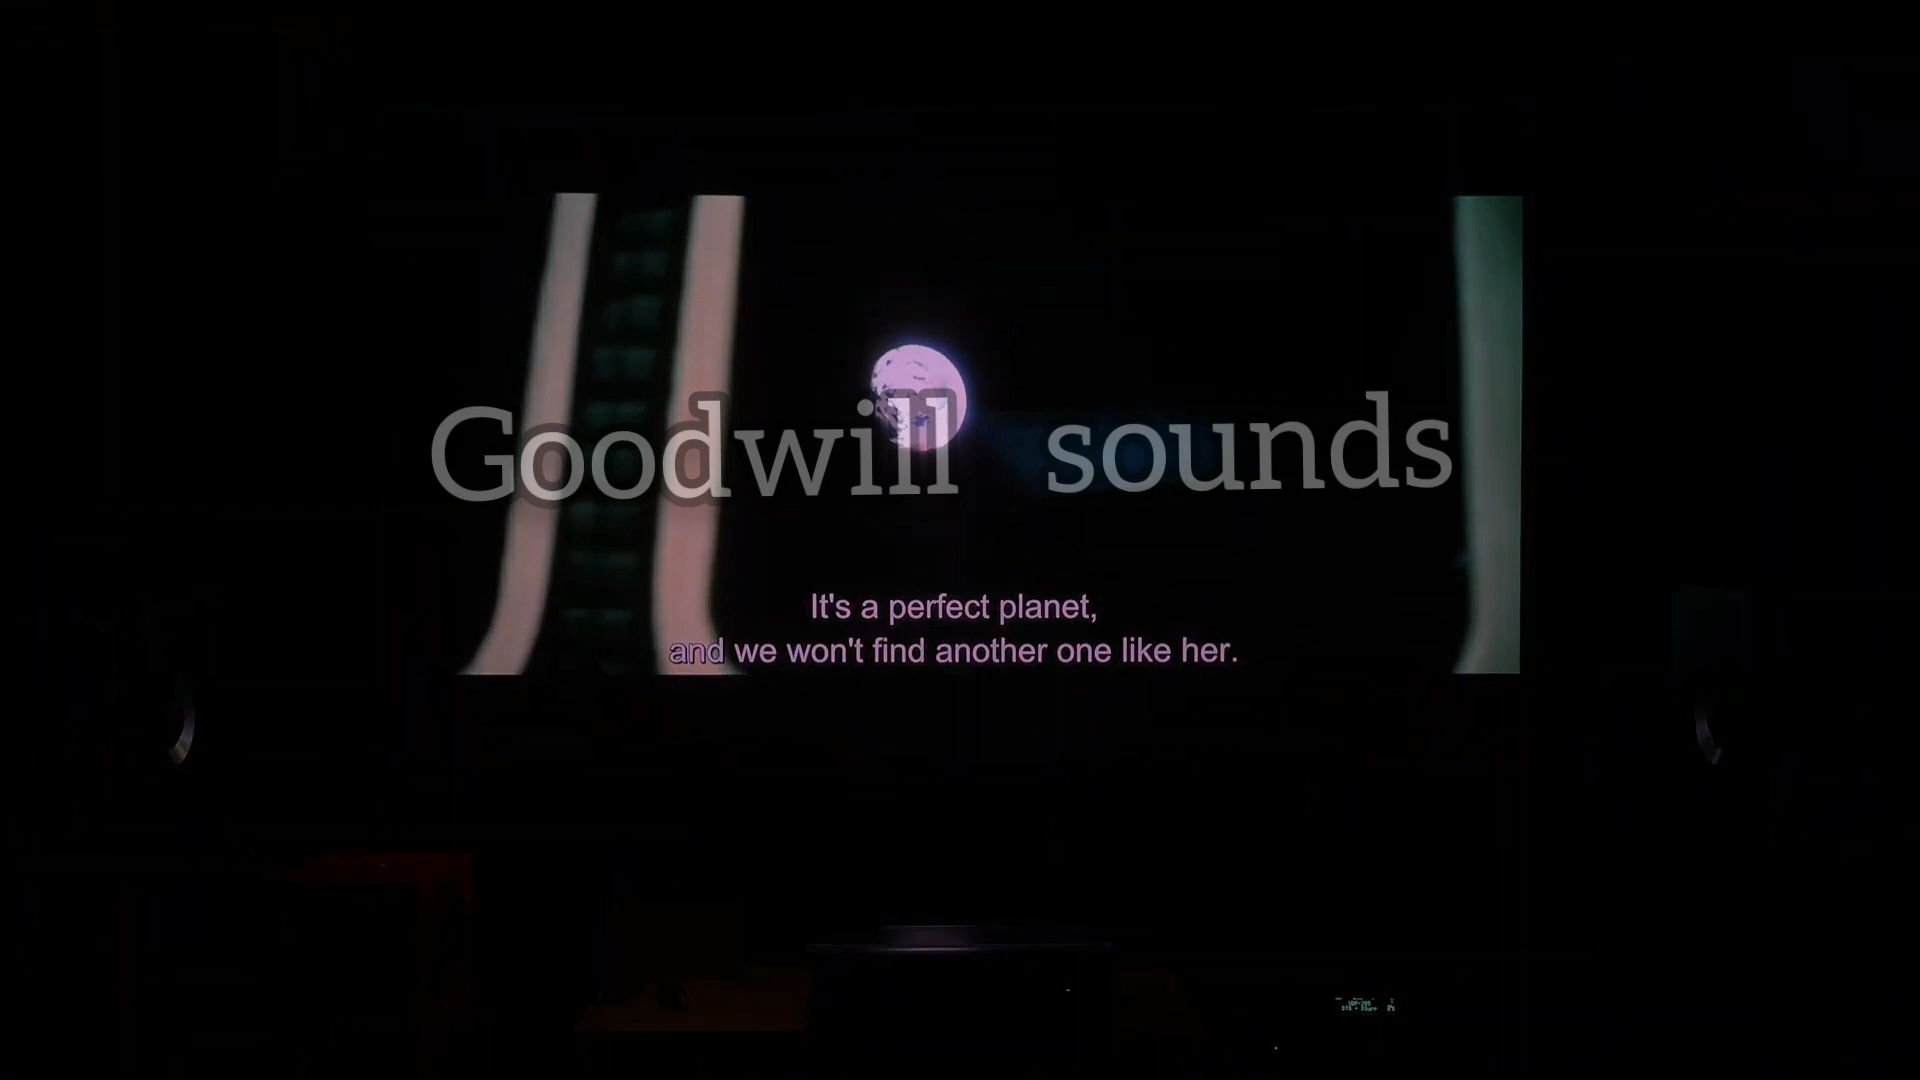 Goodwill sounds
It's a perfect planet,
and we won't find another one like her.